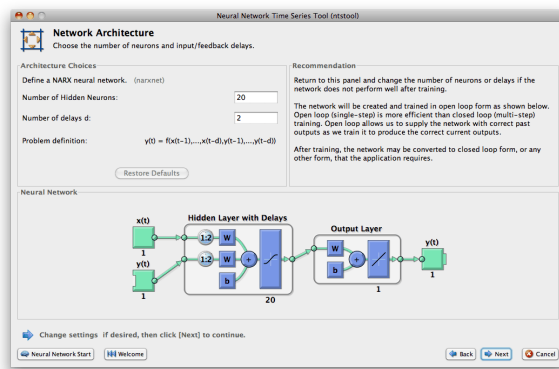 Neural Network Time Series Tool (ntstool)
Network Architecture
Choose the number of neurons and input/feedback delays.
Architecture Choices
Define a NARX neural network. (narxnet)
Number of Hidden Neurons: 20
Number of delays d: 2
Problem definition: y(t) = f(x(t-1),...,x(t-d),y(t-1),...,y(t-d))
Restore Defaults
Recommendation
Return to this panel and change the number of neurons or delays if the
network does not perform well after training.
The network will be created and trained in open loop form as shown below.
Open loop (single-step) is more efficient than closed loop (multi-step)
training. Open loop allows us to supply the network with correct past
outputs as we train it to produce the correct current outputs.
After training, the network may be converted to closed loop form, or any
other form, that the application requires.
Neural Network
Hidden Layer with Delays
Output Layer
x(t)
1
y(t)
1
1:2
W
1:2
W
b
+
20
W
b
+
1
y(t)
1
Change settings if desired, then click [Next] to continue.
Neural Network Start
Welcome
Back
Next
Cancel